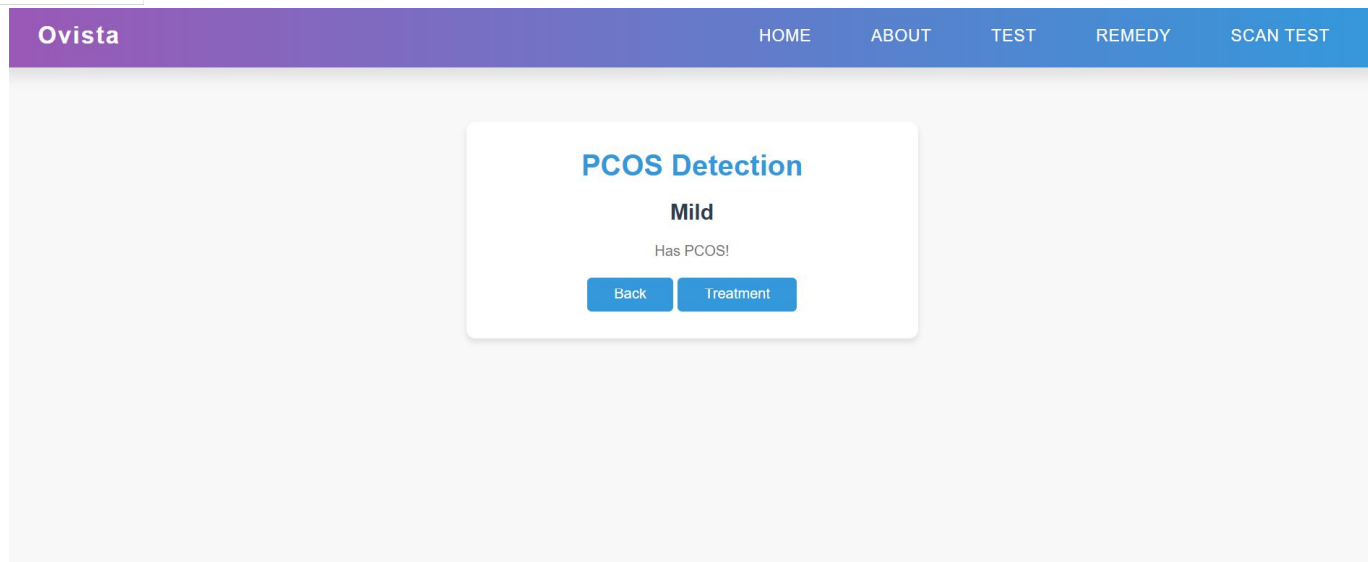 Ovista HOME ABOUT TEST REMEDY SCAN TEST
PCOS Detection
Mild
Has PCOS!
Back Treatment